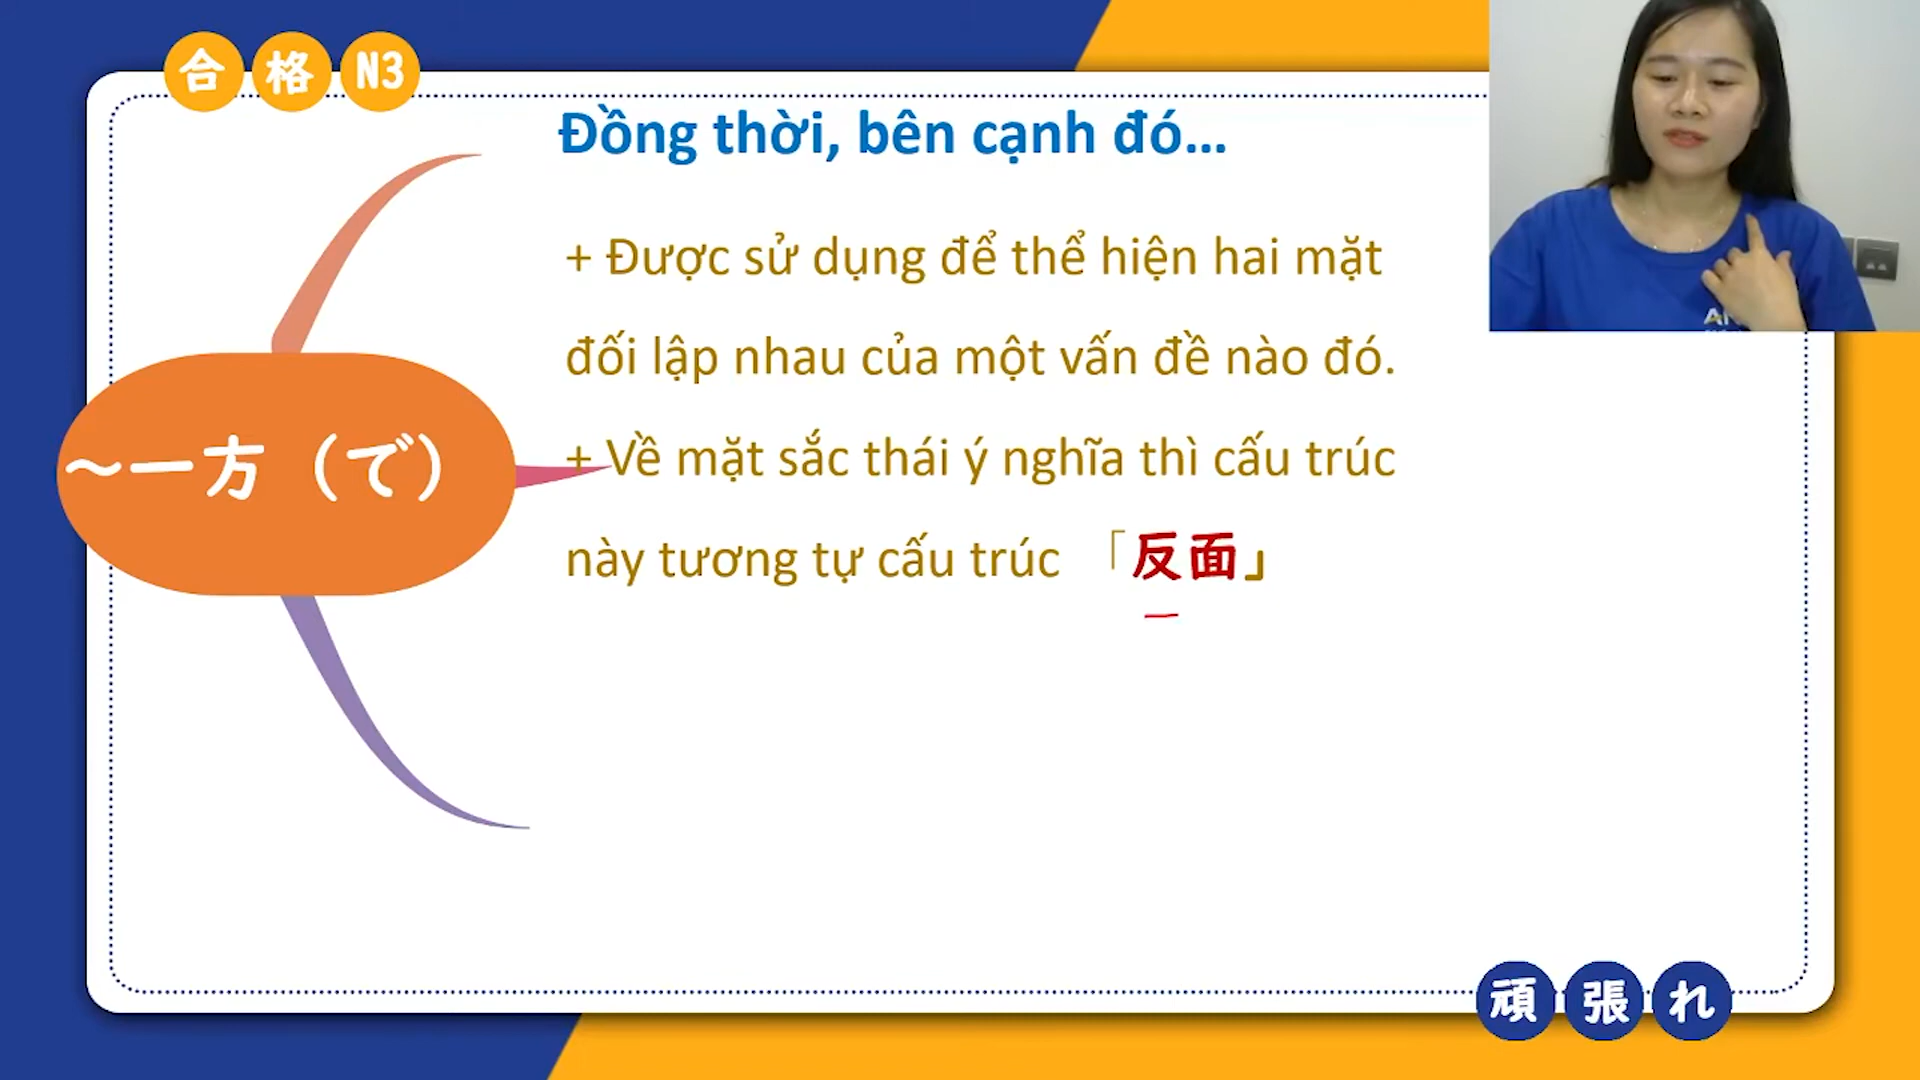 合格N3
Đồng thời, bên cạnh đó...
+ Được sử dụng để thể hiện hai mặt
đối lập nhau của một vấn đề nào đó.
～一方（で）
+ Về mặt sắc thái ý nghĩa thì cấu trúc
này tương tự cấu trúc 「反面」
頑張れ